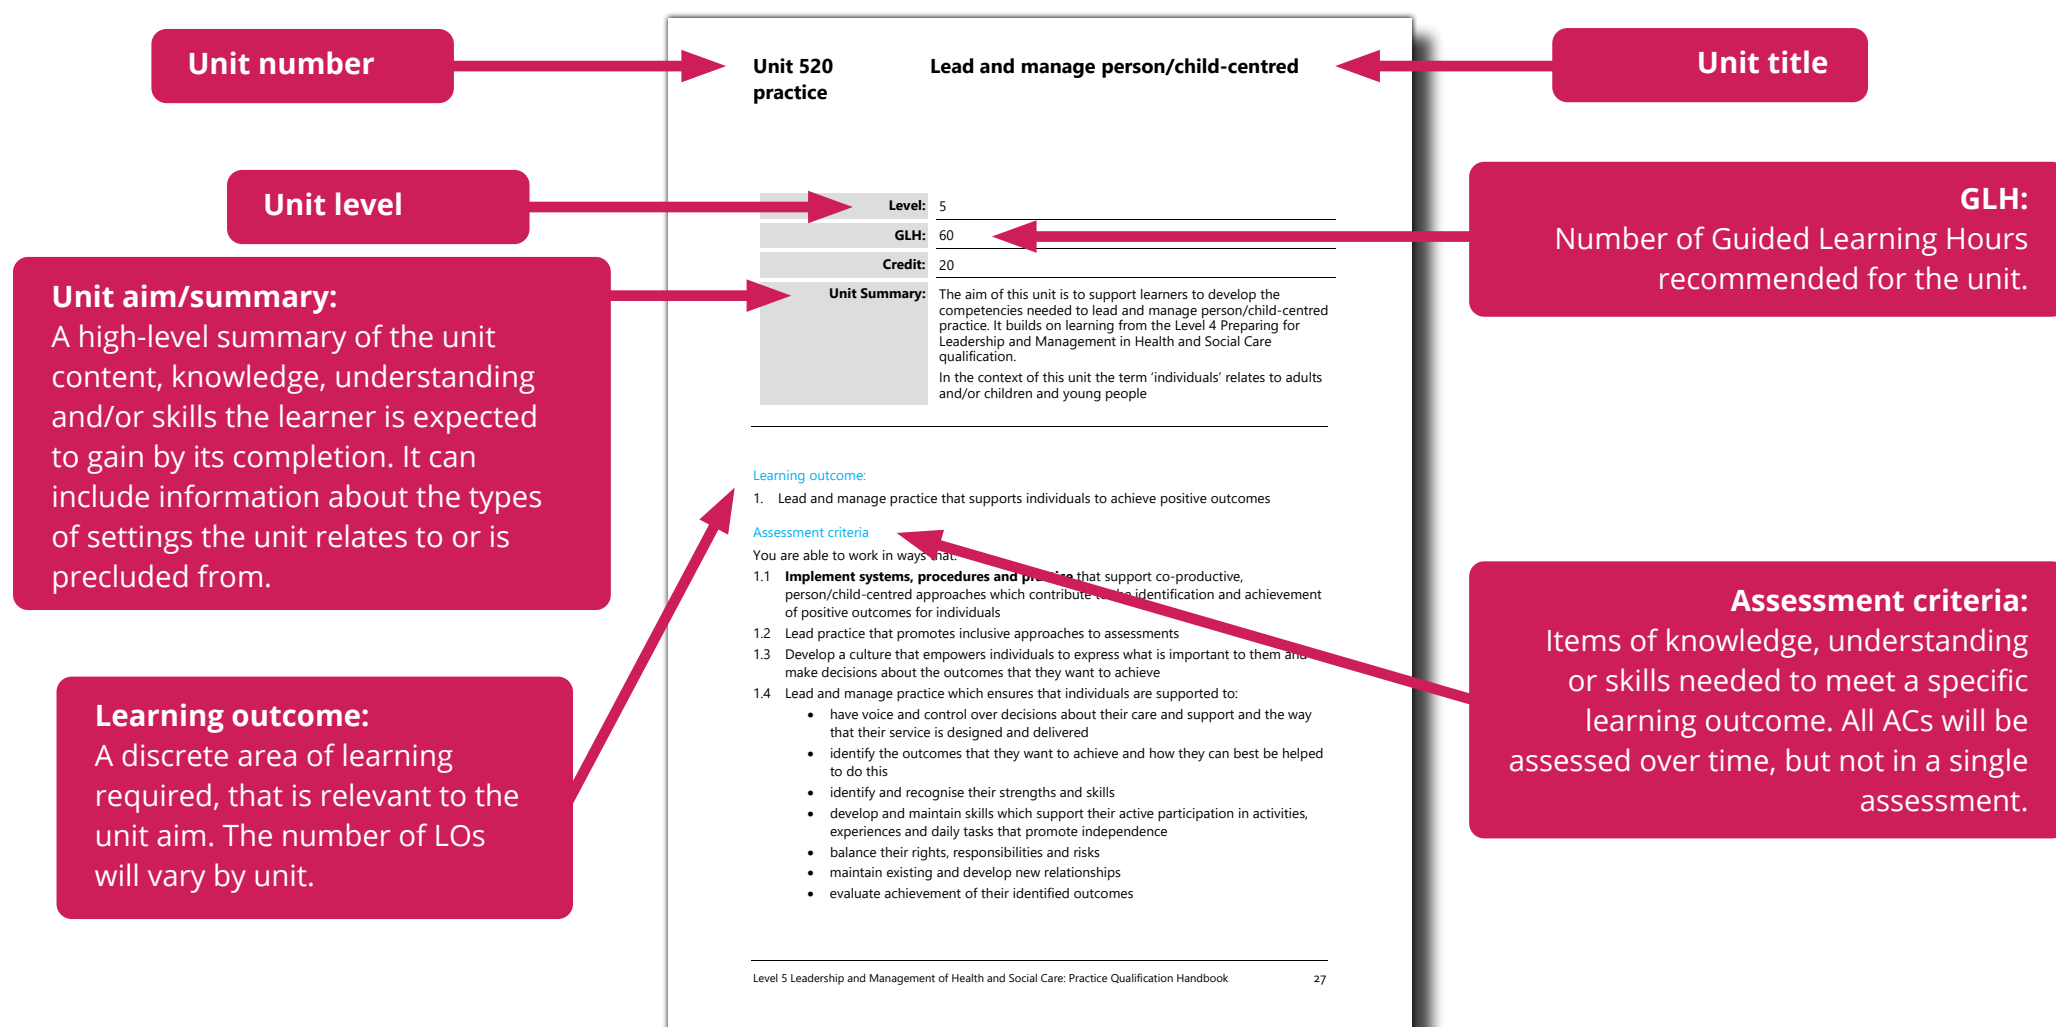 Unit number
Unit 520 Lead and manage person/child-centred
practice
Unit title
Unit level
Level: 5
GLH: 60
Credit: 20
Unit Summary: The aim of this unit is to support learners to develop the
competencies needed to lead and manage person/child-centred
practice. It builds on learning from the Level 4 Preparing for
Leadership and Management in Health and Social Care
qualification.
In the context of this unit the term ‘individuals’ relates to adults
and/or children and young people
GLH:
Number of Guided Learning Hours
recommended for the unit.
Unit aim/summary:
A high-level summary of the unit
content, knowledge, understanding
and/or skills the learner is expected
to gain by its completion. It can
include information about the types
of settings the unit relates to or is
precluded from.
Learning outcome:
1. Lead and manage practice that supports individuals to achieve positive outcomes
Assessment criteria
You are able to work in ways that:
1.1 Implement systems, procedures and practice that support co-productive,
person/child-centred approaches which contribute to the identification and achievement
of positive outcomes for individuals
1.2 Lead practice that promotes inclusive approaches to assessments
1.3 Develop a culture that empowers individuals to express what is important to them and
make decisions about the outcomes that they want to achieve
1.4 Lead and manage practice which ensures that individuals are supported to:
• have voice and control over decisions about their care and support and the way
that their service is designed and delivered
• identify the outcomes that they want to achieve and how they can best be helped
to do this
• identify and recognise their strengths and skills
• develop and maintain skills which support their active participation in activities,
experiences and daily tasks that promote independence
• balance their rights, responsibilities and risks
• maintain existing and develop new relationships
• evaluate achievement of their identified outcomes
Level 5 Leadership and Management of Health and Social Care: Practice Qualification Handbook 27
Learning outcome:
A discrete area of learning
required, that is relevant to the
unit aim. The number of LOs
will vary by unit.
Assessment criteria:
Items of knowledge, understanding
or skills needed to meet a specific
learning outcome. All ACs will be
assessed over time, but not in a single
assessment.